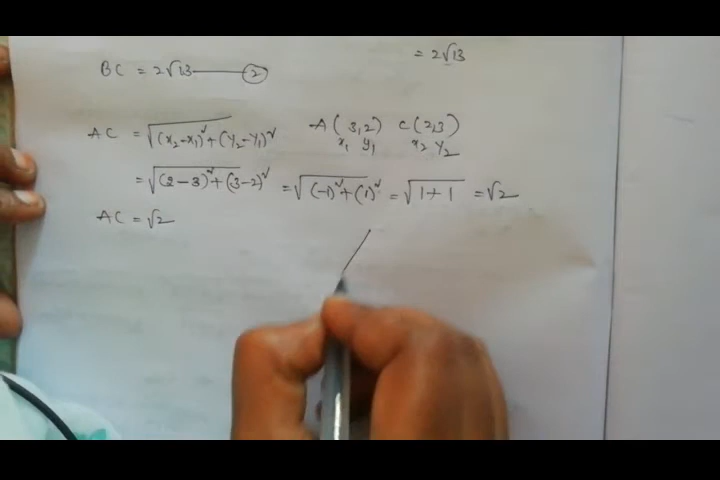 = 2√13
BC = 2√13 ——— ②
AC = √(x₂-x₁)²+(y₂-y₁)² A(3,2) C(2,3)
x₁ y₁ x₂ y₂
= √(2-3)²+(3-2)² = √(-1)²+(1)² = √1+1 = √2
AC = √2